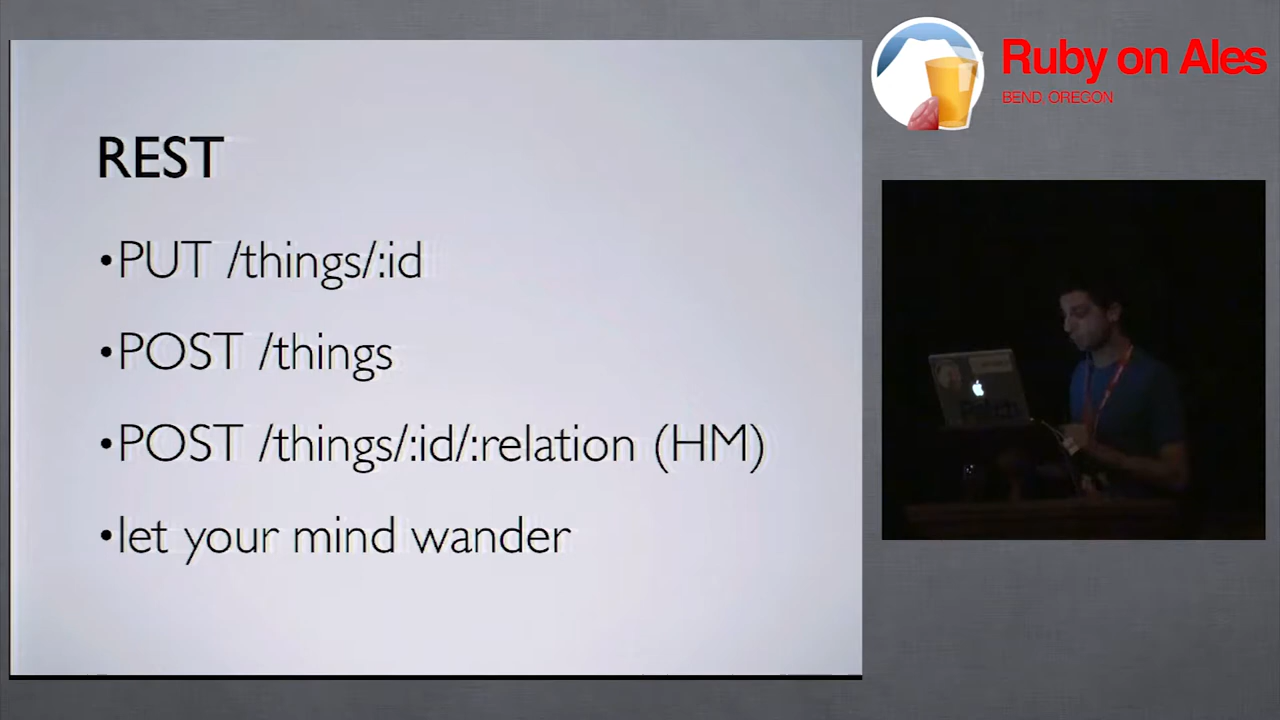 REST
•PUT /things/:id
•POST /things
•POST /things/:id/:relation (HM)
•let your mind wander
Ruby on Ales
BEND OREGON